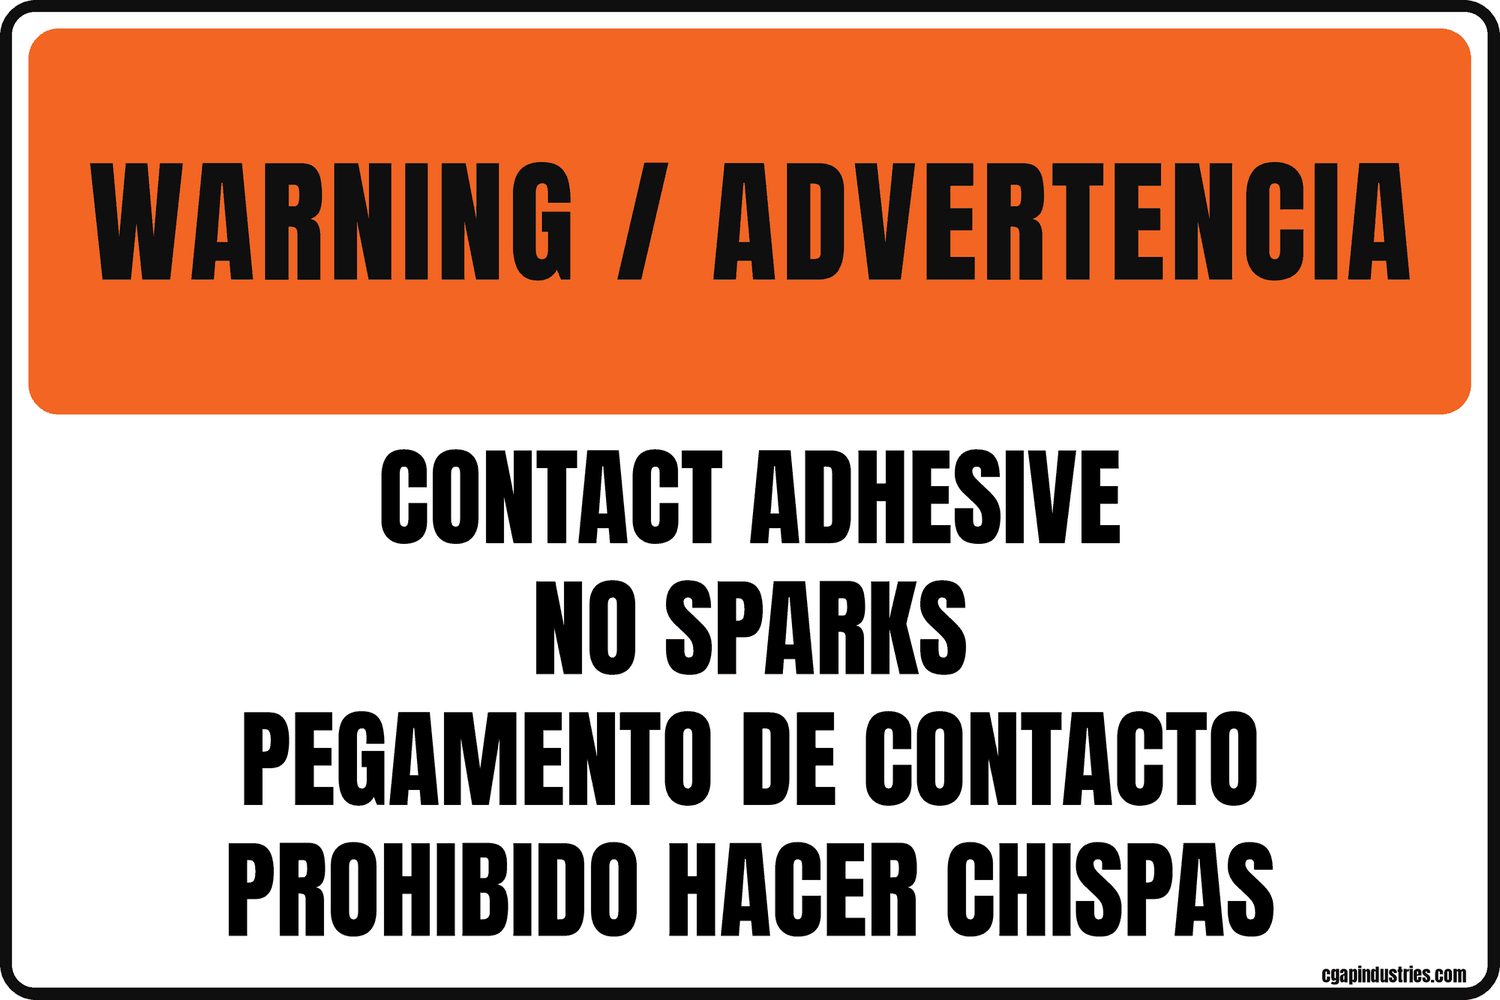 WARNING / ADVERTENCIA
CONTACT ADHESIVE
NO SPARKS
PEGAMENTO DE CONTACTO
PROHIBIDO HACER CHISPAS
cgapindustries.com